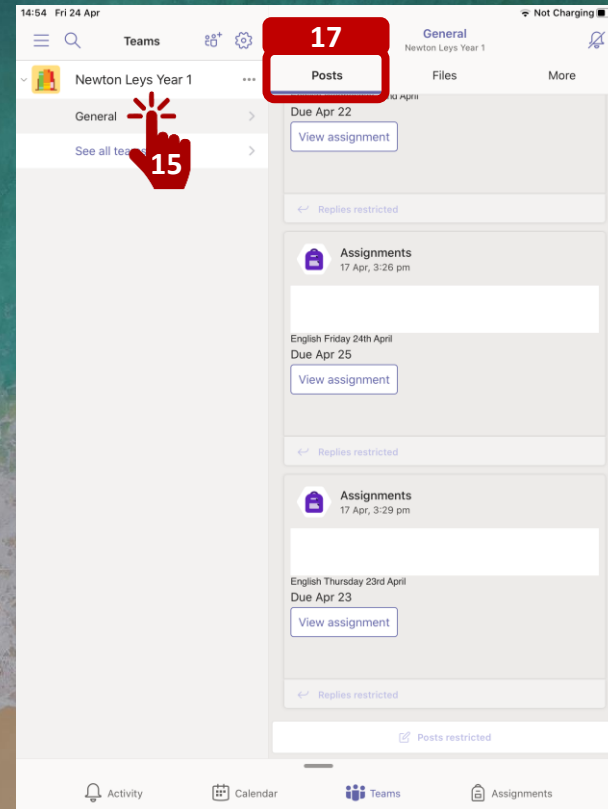 14:54 Fri 24 Apr
Not Charging
Teams
17
General
Newton Leys Year 1
Newton Leys Year 1
Posts
Files
More
General
15
See all teams
nd April
Due Apr 22
View assignment
Replies restricted
Assignments
17 Apr, 3:26 pm
English Friday 24th April
Due Apr 25
View assignment
Replies restricted
Assignments
17 Apr, 3:29 pm
English Thursday 23rd April
Due Apr 23
View assignment
Replies restricted
Posts restricted
Activity
Calendar
Teams
Assignments